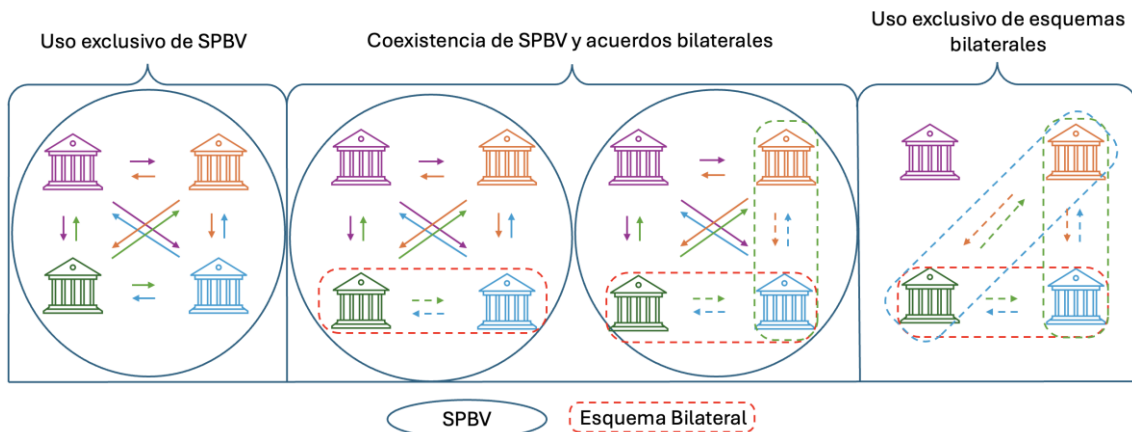 Uso exclusivo de SPBV
Coexistencia de SPBV y acuerdos bilaterales
Uso exclusivo de esquemas
bilaterales
SPBV
Esquema Bilateral